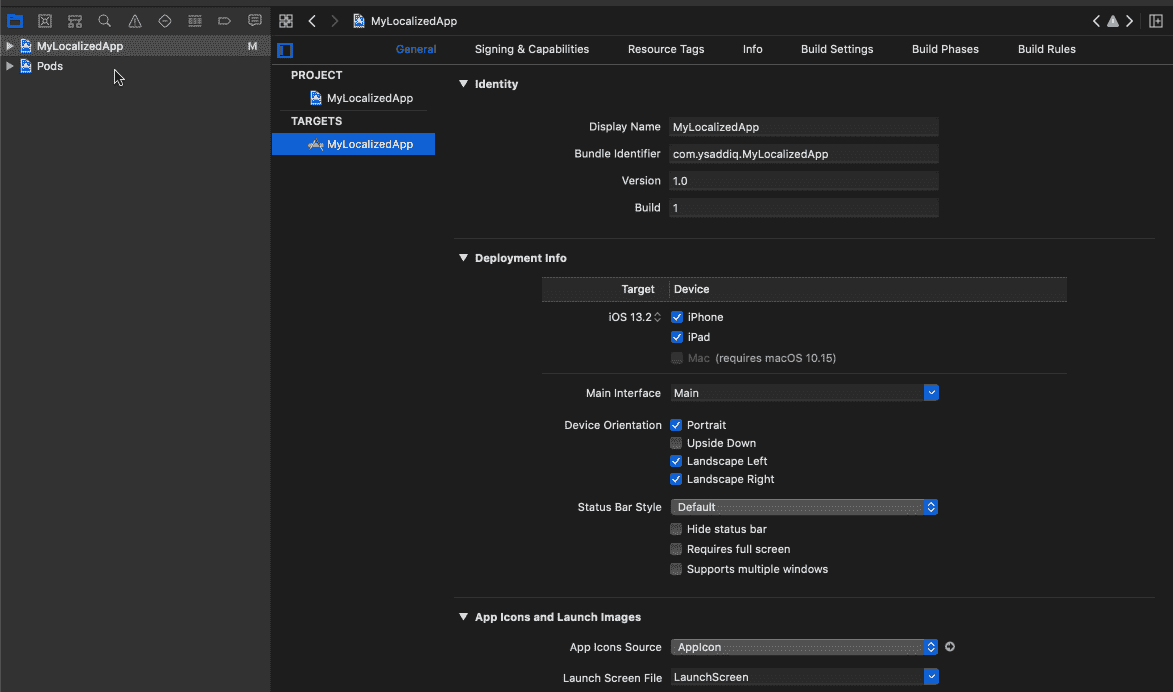 MyLocalizedApp
MyLocalizedApp M
Pods
General Signing & Capabilities Resource Tags Info Build Settings Build Phases Build Rules
PROJECT
MyLocalizedApp
TARGETS
MyLocalizedApp
Identity
Display Name MyLocalizedApp
Bundle Identifier com.ysaddiq.MyLocalizedApp
Version 1.0
Build 1
Deployment Info
Target Device
iOS 13.2 iPhone
iPad
Mac (requires macOS 10.15)
Main Interface Main
Device Orientation Portrait
Upside Down
Landscape Left
Landscape Right
Status Bar Style Default
Hide status bar
Requires full screen
Supports multiple windows
App Icons and Launch Images
App Icons Source AppIcon
Launch Screen File LaunchScreen